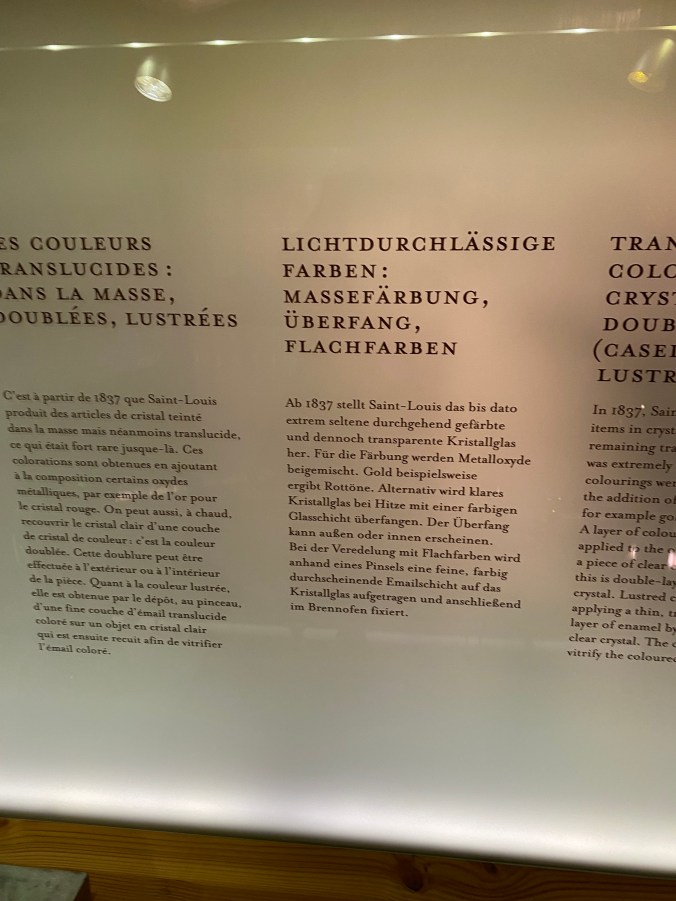 ES COULEURS
RANSLUCIDES :
DANS LA MASSE,
DOUBLÉES, LUSTRÉES
C'est à partir de 1837 que Saint-Louis
produit des articles de cristal teinté
dans la masse mais néanmoins translucide,
ce qui était fort rare jusque-là. Ces
colorations sont obtenues en ajoutant
à la composition certains oxydes
métalliques, par exemple de l'or pour
le cristal rouge. On peut aussi, à chaud,
recouvrir le cristal clair d'une couche
de cristal de couleur : c'est la couleur
doublée. Cette doublure peut être
effectuée à l'extérieur ou à l'intérieur
de la pièce. Quant à la couleur lustrée,
elle est obtenue par le dépôt, au pinceau,
d'une fine couche d'émail translucide
coloré sur un objet en cristal clair
qui est ensuite recuit afin de vitrifier
l'émail coloré.
LICHTDURCHLÄSSIGE
FARBEN:
MASSEFÄRBUNG,
ÜBERFANG,
FLACHFARBEN
Ab 1837 stellt Saint-Louis das bis dato
extrem seltene durchgehend gefärbte
und dennoch transparente Kristallglas
her. Für die Färbung werden Metalloxyde
beigemischt. Gold beispielsweise
ergibt Rottöne. Alternativ wird klares
Kristallglas bei Hitze mit einer farbigen
Glasschicht überfangen. Der Überfang
kann außen oder innen erscheinen.
Bei der Veredelung mit Flachfarben wird
anhand eines Pinsels eine feine, farbig
durchscheinende Emailschicht auf das
Kristallglas aufgetragen und anschließend
im Brennofen fixiert.
TRAN
COLO
CRYST
DOUB
(CASE
LUSTR
In 1837, Sain
items in cryst
remaining tra
was extremely
colourings wer
the addition of
for example go
A layer of colou
applied to the o
a piece of clear
this is double-lay
crystal. Lustred c
applying a thin, tr
layer of enamel by
clear crystal. The
vitrify the coloure